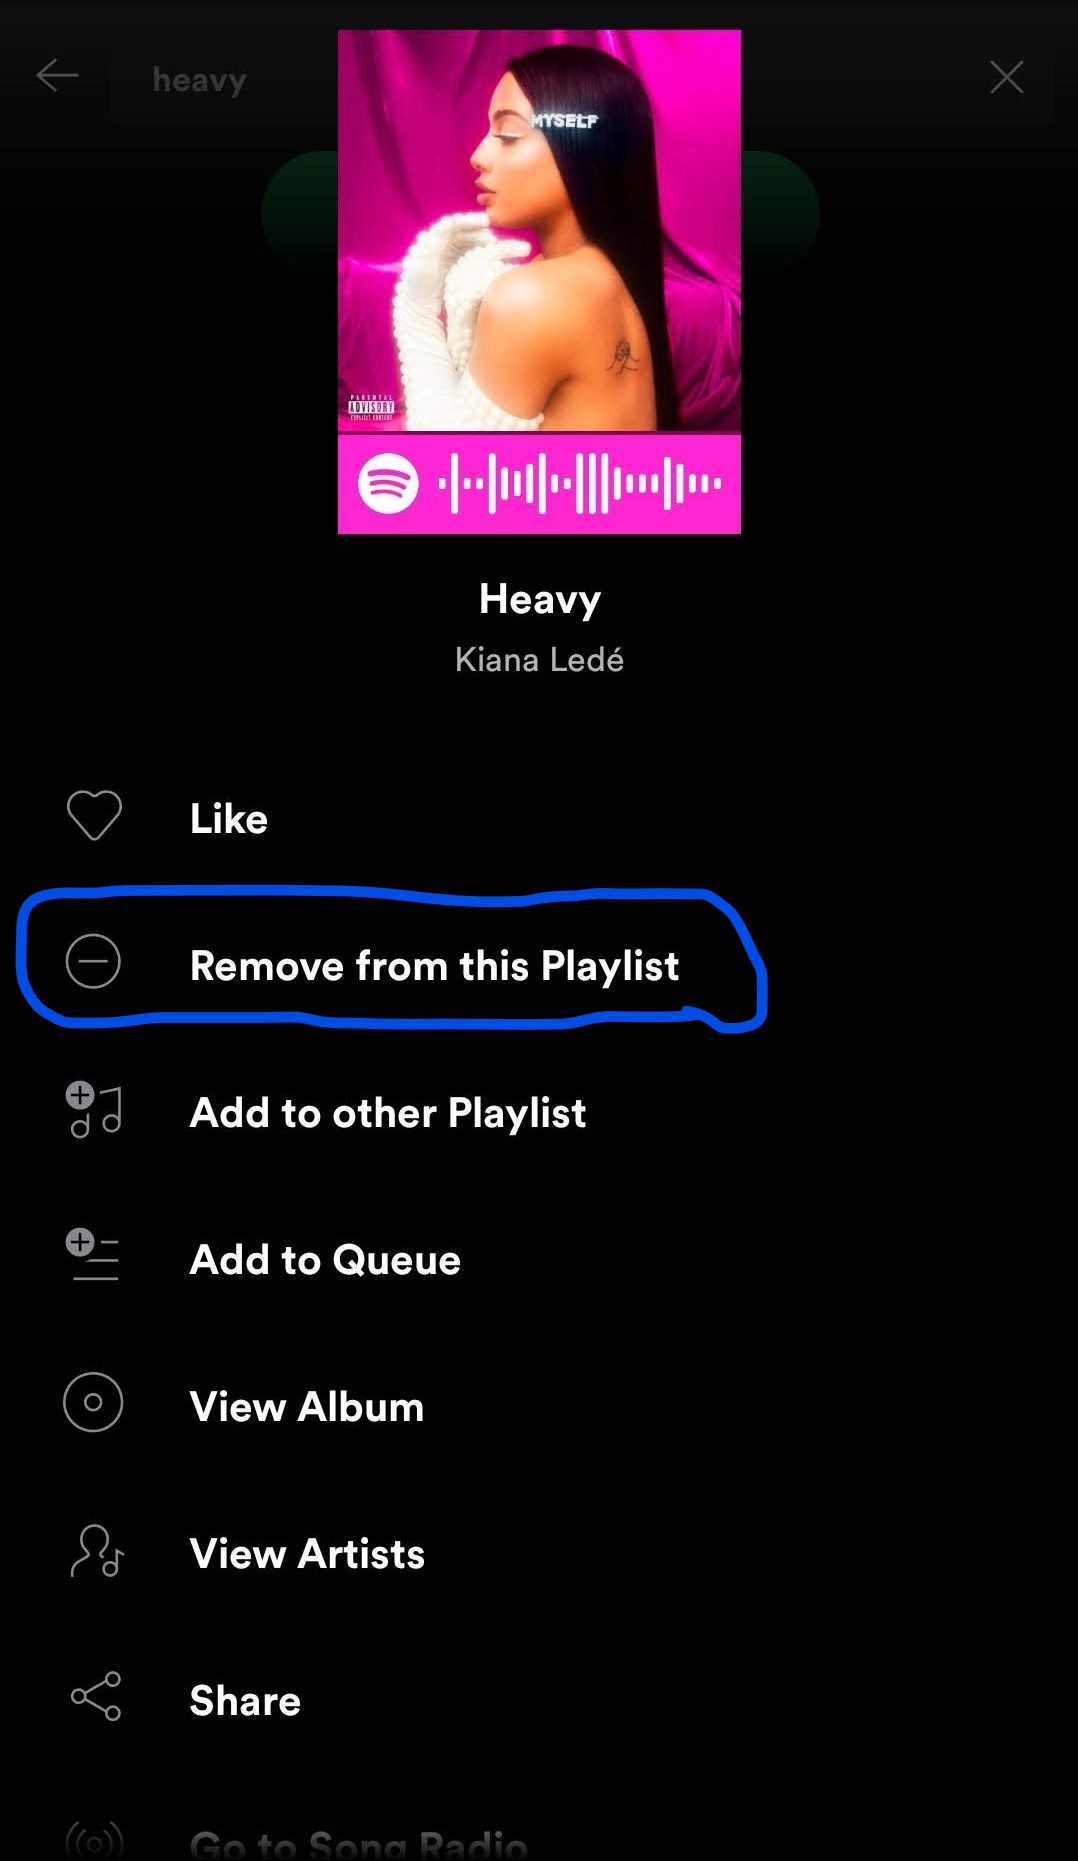 heavy
MYSELF
PARENTAL
ADVISORY
EXPLICIT CONTENT
Heavy
Kiana Ledé
Like
Remove from this Playlist
Add to other Playlist
Add to Queue
View Album
View Artists
Share
Go to Song Radio